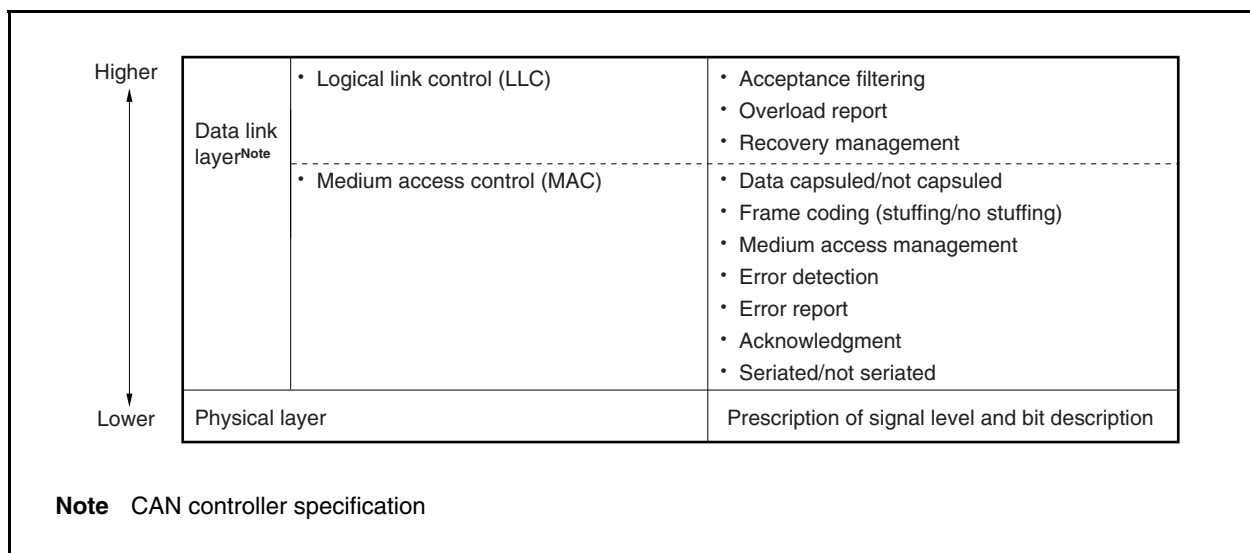 Higher
Data link
layerNote
• Logical link control (LLC)
• Acceptance filtering
• Overload report
• Recovery management
• Medium access control (MAC)
• Data capsuled/not capsuled
• Frame coding (stuffing/no stuffing)
• Medium access management
• Error detection
• Error report
• Acknowledgment
• Seriated/not seriated
Lower
Physical layer
Prescription of signal level and bit description
Note CAN controller specification